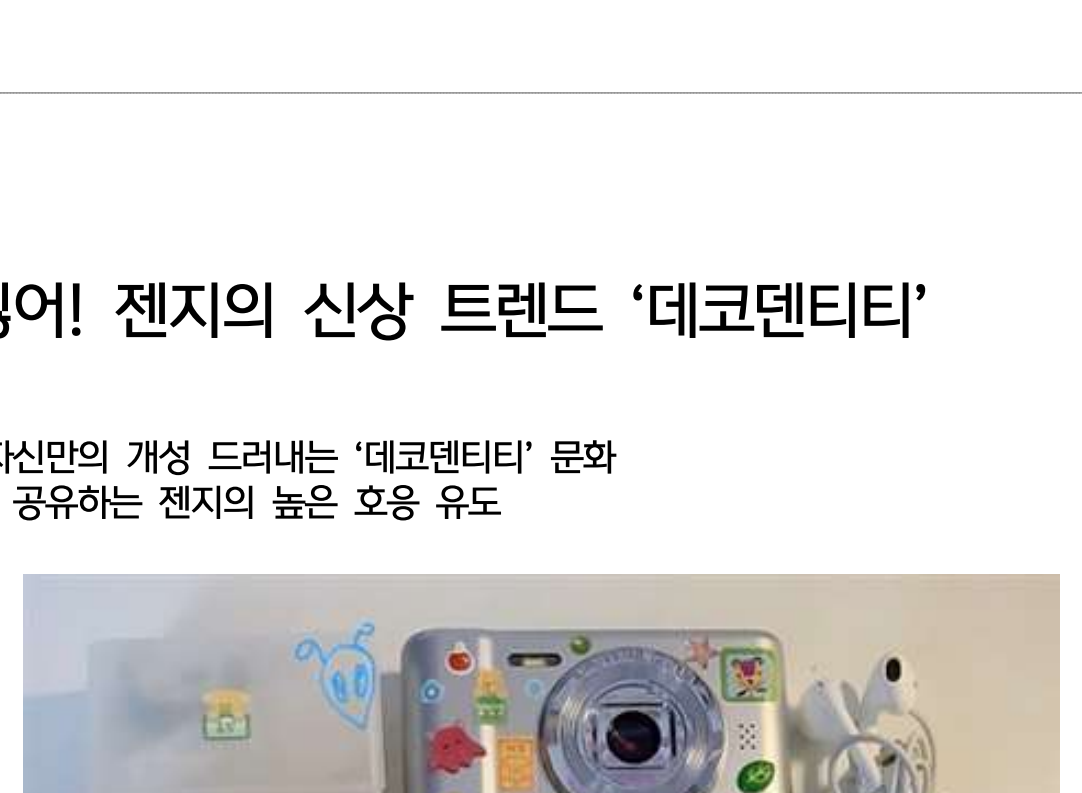 어! 젠지의 신상 트렌드 ‘데코덴티티’
자신만의 개성 드러내는 ‘데코덴티티’ 문화
공유하는 젠지의 높은 호응 유도